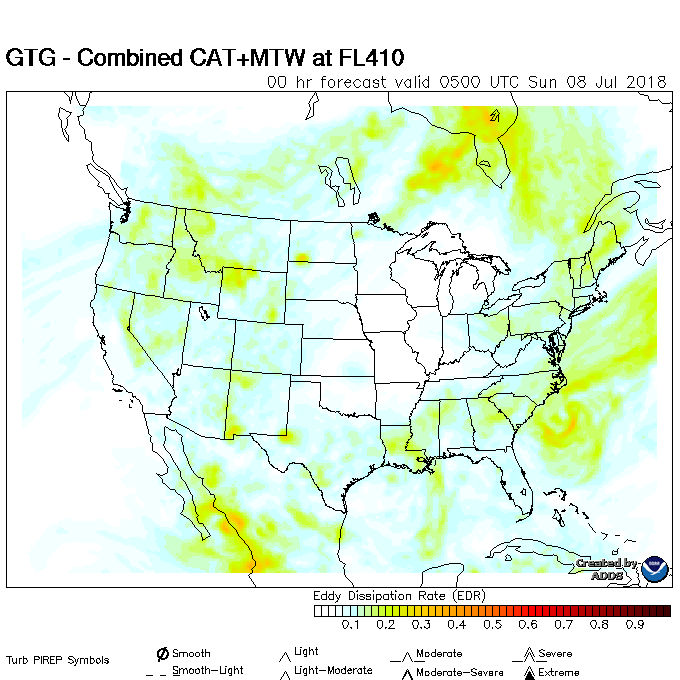 GTG - Combined CAT+MTW at FL410
00 hr forecast valid 0500 UTC Sun 08 Jul 2018
Created by
ADDS
Eddy Dissipation Rate (EDR)
0.1 0.2 0.3 0.4 0.5 0.6 0.7 0.8 0.9
Turb PIREP Symbols
Smooth Light Moderate Severe
Smooth-Light Light-Moderate Moderate-Severe Extreme